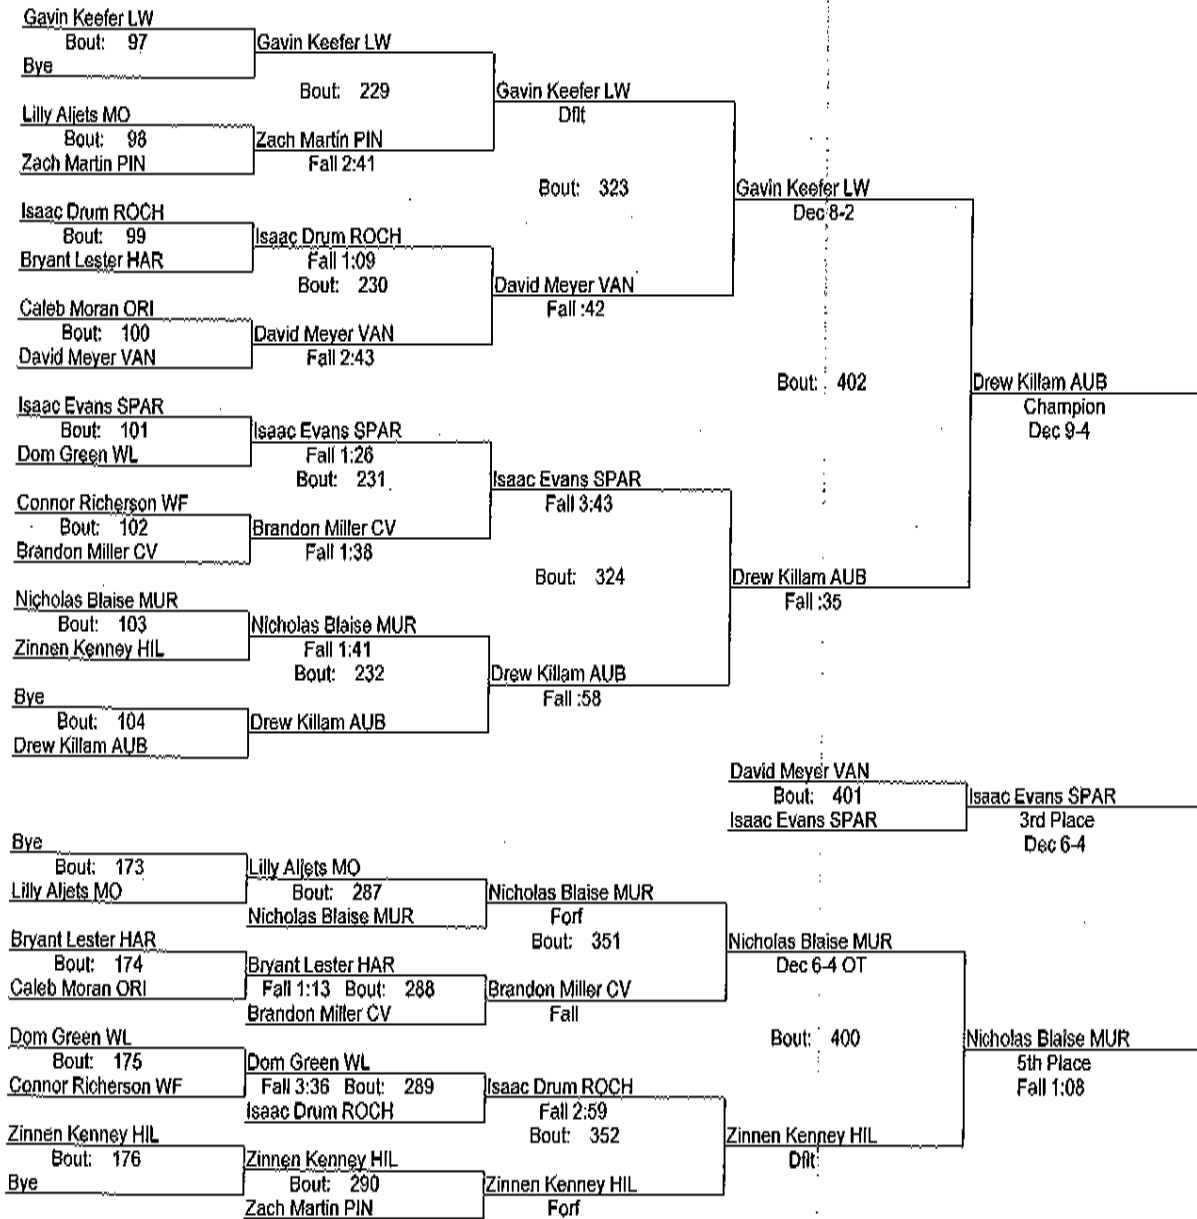 Gavin Keefer LW
Bout: 97
Bye
Gavin Keefer LW
Bout: 229
Lilly Aljets MO
Bout: 98
Zach Martin PIN
Zach Martin PIN
Fall 2:41
Gavin Keefer LW
Dflt
Bout: 323
Isaac Drum ROCH
Bout: 99
Bryant Lester HAR
Isaac Drum ROCH
Fall 1:09
Bout: 230
Caleb Moran ORI
Bout: 100
David Meyer VAN
David Meyer VAN
Fall 2:43
David Meyer VAN
Fall :42
Gavin Keefer LW
Dec 8-2
Bout: 402
Isaac Evans SPAR
Bout: 101
Dom Green WL
Isaac Evans SPAR
Fall 1:26
Bout: 231
Connor Richerson WF
Bout: 102
Brandon Miller CV
Brandon Miller CV
Fall 1:38
Isaac Evans SPAR
Fall 3:43
Bout: 324
Nicholas Blaise MUR
Bout: 103
Zinnen Kenney HIL
Nicholas Blaise MUR
Fall 1:41
Bout: 232
Bye
Bout: 104
Drew Killam AUB
Drew Killam AUB
Drew Killam AUB
Fall :58
Drew Killam AUB
Fall :35
Drew Killam AUB
Champion
Dec 9-4
David Meyer VAN
Bout: 401
Isaac Evans SPAR
Isaac Evans SPAR
3rd Place
Dec 6-4
Bye
Bout: 173
Lilly Aljets MO
Lilly Aljets MO
Bout: 287
Nicholas Blaise MUR
Nicholas Blaise MUR
Forf
Bout: 351
Bryant Lester HAR
Bout: 174
Caleb Moran ORI
Bryant Lester HAR
Fall 1:13 Bout: 288
Brandon Miller CV
Brandon Miller CV
Fall
Nicholas Blaise MUR
Dec 6-4 OT
Bout: 400
Dom Green WL
Bout: 175
Connor Richerson WF
Dom Green WL
Fall 3:36 Bout: 289
Isaac Drum ROCH
Isaac Drum ROCH
Fall 2:59
Bout: 352
Zinnen Kenney HIL
Bout: 176
Bye
Zinnen Kenney HIL
Bout: 290
Zach Martin PIN
Zinnen Kenney HIL
Forf
Zinnen Kenney HIL
Dflt
Nicholas Blaise MUR
5th Place
Fall 1:08